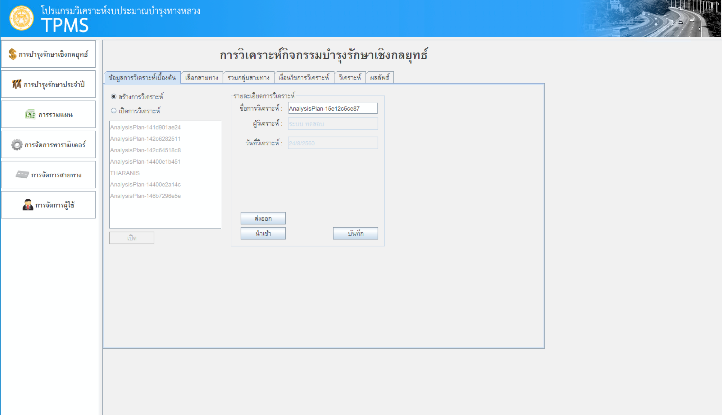 โปรแกรมวิเคราะห์งบประมาณบำรุงทางหลวง
TPMS
การบำรุงรักษาเชิงกลยุทธ์
การบำรุงรักษาประจำปี
การรวมแผน
การจัดการพารามิเตอร์
การจัดการสายทาง
การจัดการผู้ใช้
การวิเคราะห์กิจกรรมบำรุงรักษาเชิงกลยุทธ์
ข้อมูลการวิเคราะห์เบื้องต้น
เลือกสายทาง
รวมกลุ่มสายทาง
เงื่อนไขการวิเคราะห์
วิเคราะห์
ผลลัพธ์
สร้างการวิเคราะห์
เปิดการวิเคราะห์
AnalysisPlan-141d901ae24
AnalysisPlan-142c6282511
AnalysisPlan-142c64518c6
AnalysisPlan-14400e1b451
THARANIS
AnalysisPlan-14400e2a14c
AnalysisPlan-145b7296a5e
เปิด
รายละเอียดการวิเคราะห์
ชื่อการวิเคราะห์ : AnalysisPlan-15c12c5cc87
ผู้วิเคราะห์ :
วันที่วิเคราะห์ :
ส่งออก
นำเข้า
บันทึก